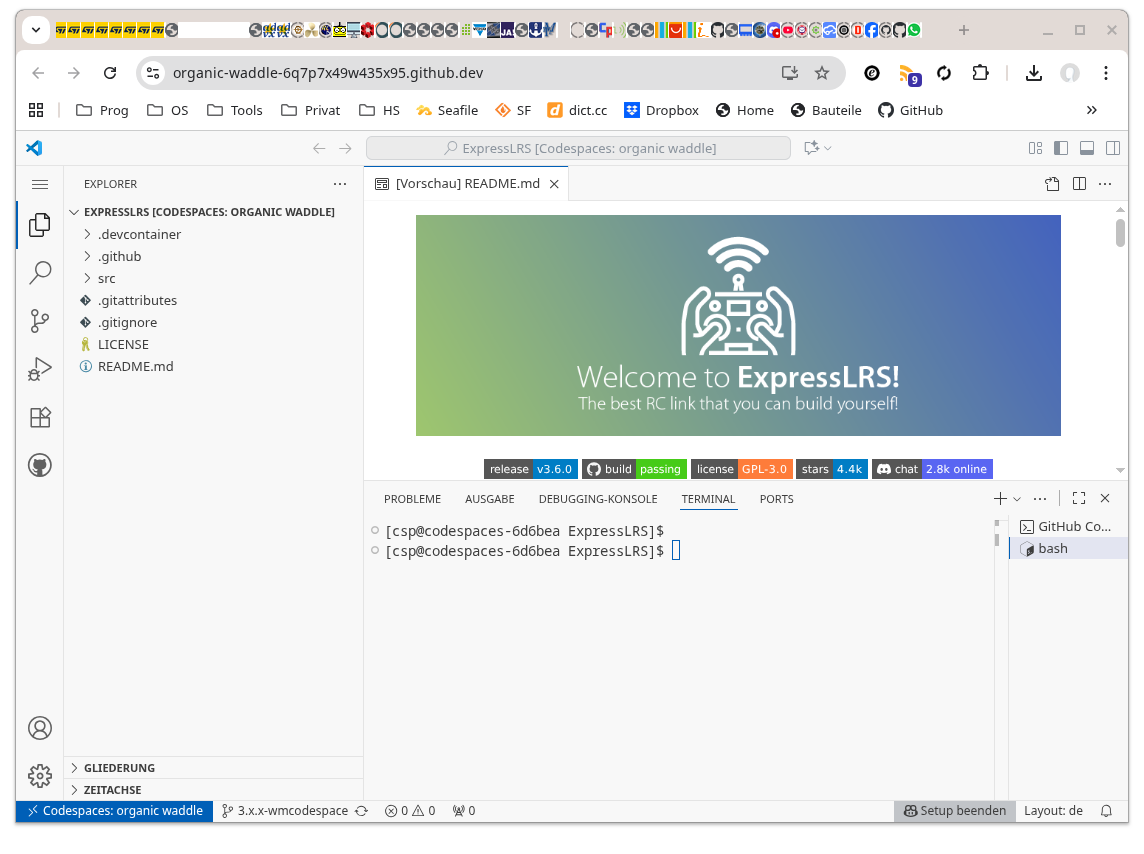 organic-waddle-6q7p7x49w435x95.github.dev
9
Prog
OS
Tools
Privat
HS
Seafile
SF
dict.cc
Dropbox
Home
Bauteile
GitHub
ExpressLRS [Codespaces: organic waddle]
EXPLORER
EXPRESSLRS [CODESPACES: ORGANIC WADDLE]
.devcontainer
.github
src
.gitattributes
.gitignore
LICENSE
README.md
GLIEDERUNG
ZEITACHSE
[Vorschau] README.md
Welcome to ExpressLRS!
The best RC link that you can build yourself!
release v3.6.0
build passing
license GPL-3.0
stars 4.4k
chat 2.8k online
PROBLEME
AUSGABE
DEBUGGING-KONSOLE
TERMINAL
PORTS
[csp@codespaces-6d6bea ExpressLRS]$
[csp@codespaces-6d6bea ExpressLRS]$
GitHub Co...
bash
Codespaces: organic waddle
3.x.x-wmcodespace
0
0
0
Setup beenden
Layout: de